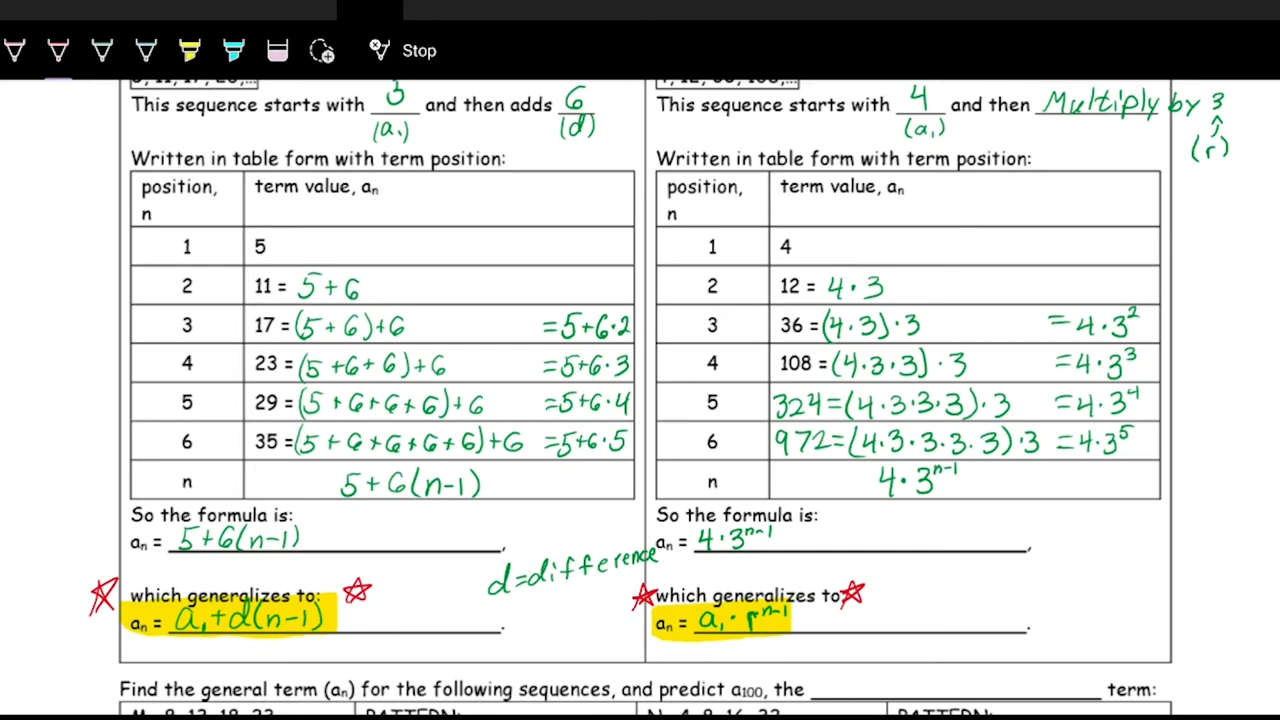 Stop
This sequence starts with 5 and then adds 6
(a₁) (d)
Written in table form with term position:
position, n term value, aₙ
1 5
2 11 = 5+6
3 17 = (5+6)+6 =5+6·2
4 23 = (5+6+6)+6 =5+6·3
5 29 = (5+6+6+6)+6 =5+6·4
6 35 = (5+6+6+6+6)+6 =5+6·5
n 5+6(n-1)
So the formula is:
aₙ = 5+6(n-1),
d=difference
which generalizes to:
aₙ = a₁+d(n-1).
This sequence starts with 4 and then Multiply by 3
(a₁) (r)
Written in table form with term position:
position, n term value, aₙ
1 4
2 12 = 4·3
3 36 = (4·3)·3 =4·3²
4 108 = (4·3·3)·3 =4·3³
5 324=(4·3·3·3)·3 =4·3⁴
6 972=(4·3·3·3·3)·3 =4·3⁵
n 4·3ⁿ⁻¹
So the formula is:
aₙ = 4·3ⁿ⁻¹,
which generalizes to
aₙ = a₁·rⁿ⁻¹.
Find the general term (aₙ) for the following sequences, and predict a₁₀₀, the ____ term: